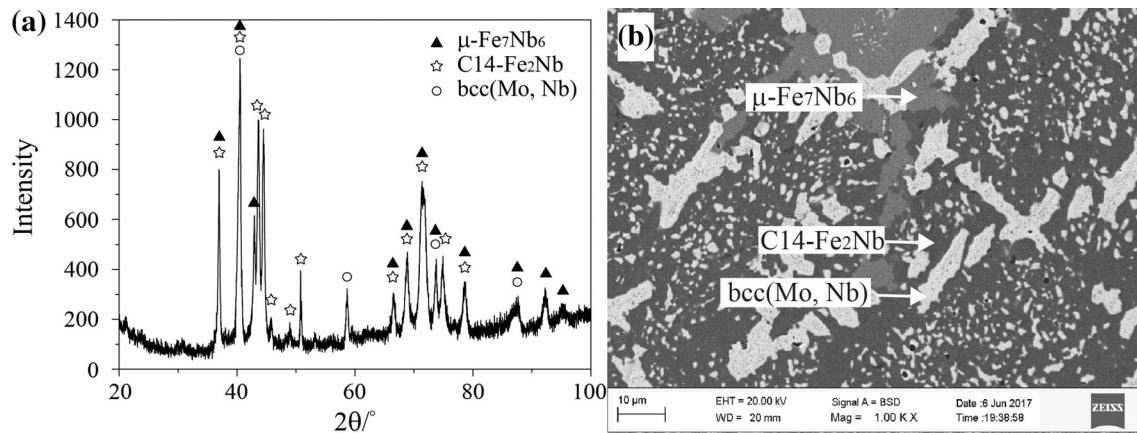 (a)
1400
1200
1000
800
600
400
200
0
Intensity
▲ μ-Fe7Nb6
☆ C14-Fe2Nb
○ bcc(Mo, Nb)
20 40 60 80 100
2θ/°
(b)
μ-Fe7Nb6
C14-Fe2Nb
bcc(Mo, Nb)
10 μm
EHT = 20.00 kV Signal A = BSD Date :6 Jun 2017
WD = 20 mm Mag = 1.00 K X Time :19:38:58
ZEISS